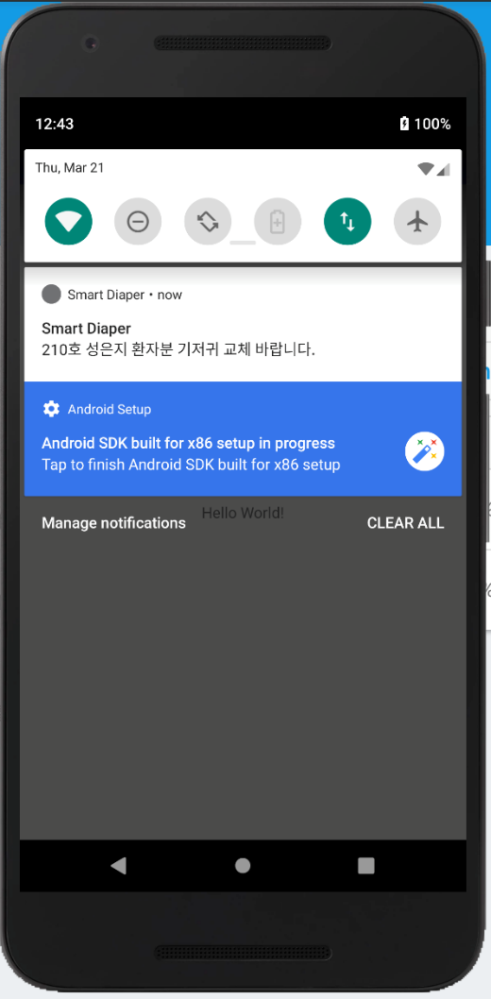 12:43
100%
Thu, Mar 21
Smart Diaper • now
Smart Diaper
210호 성은지 환자분 기저귀 교체 바랍니다.
Android Setup
Android SDK built for x86 setup in progress
Tap to finish Android SDK built for x86 setup
Hello World!
Manage notifications
CLEAR ALL